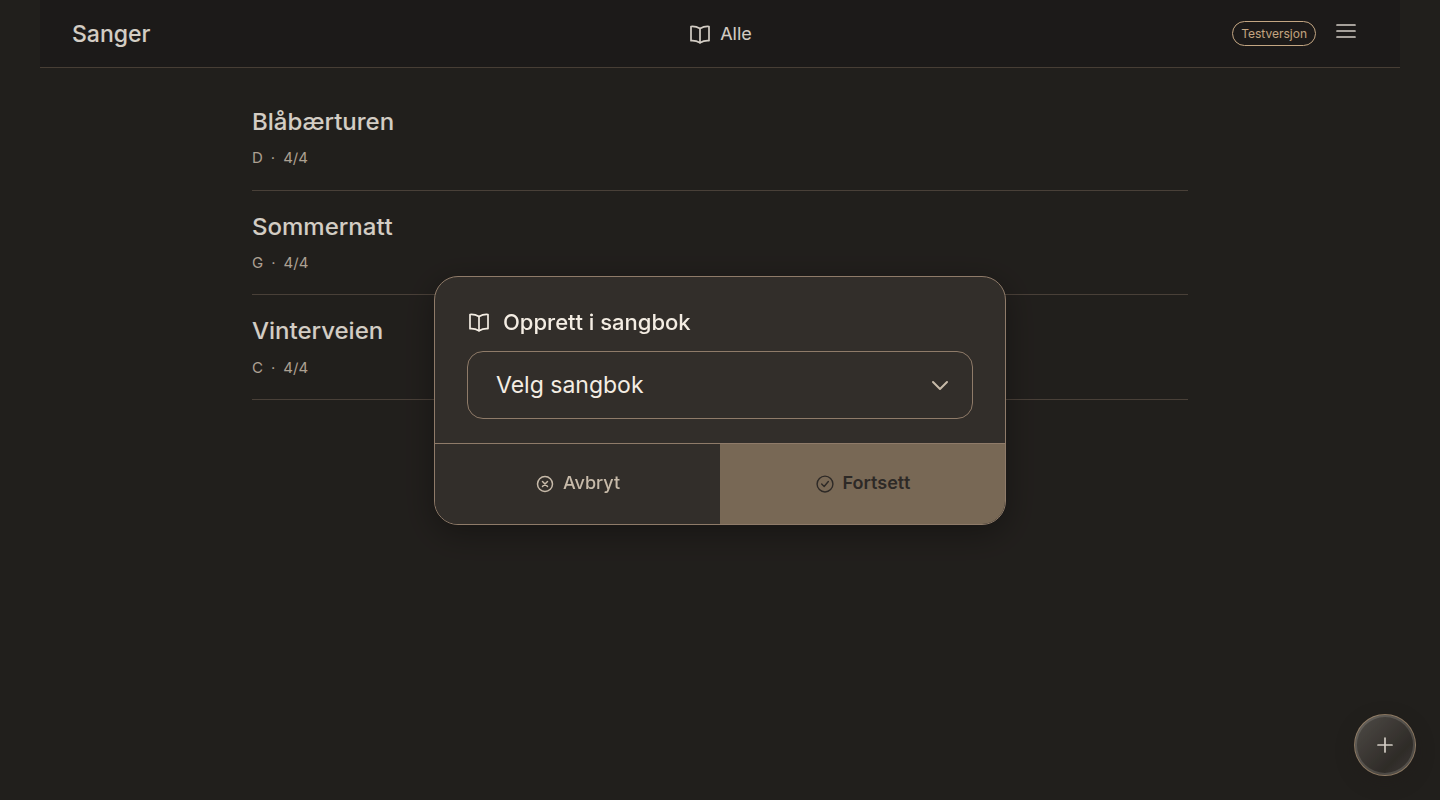 Sanger
Alle
Testversjon
Blåbærturen
D · 4/4
Sommernatt
G · 4/4
Vinterveien
C · 4/4
Opprett i sangbok
Velg sangbok
Avbryt
Fortsett